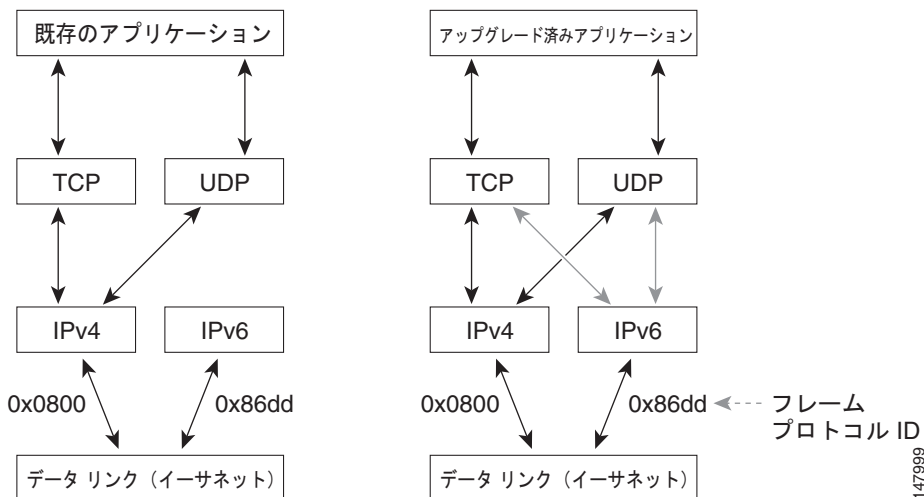 既存のアプリケーション
TCP
UDP
IPv4
IPv6
0x0800
0x86dd
データ リンク（イーサネット）
アップグレード済みアプリケーション
TCP
UDP
IPv4
IPv6
0x0800
0x86dd
フレーム
プロトコル ID
データ リンク（イーサネット）
147999